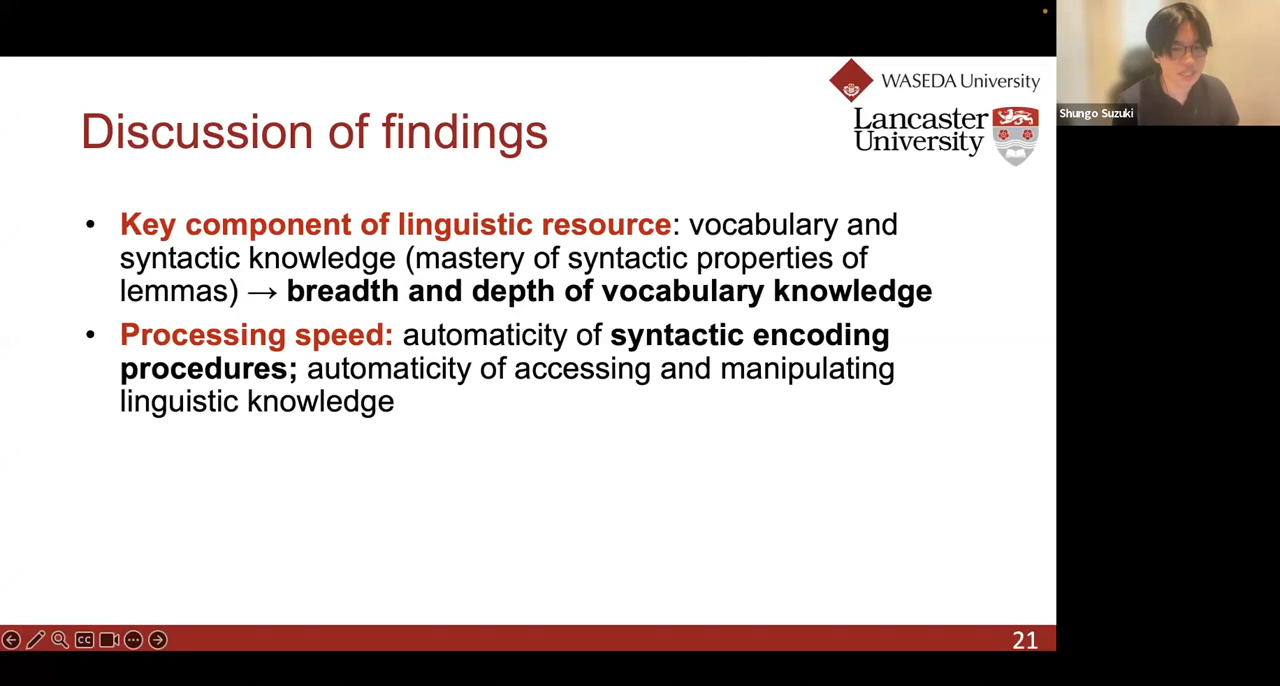 WASEDA University
Lancaster
University
Shungo Suzuki
Discussion of findings
• Key component of linguistic resource: vocabulary and
syntactic knowledge (mastery of syntactic properties of
lemmas) → breadth and depth of vocabulary knowledge
• Processing speed: automaticity of syntactic encoding
procedures; automaticity of accessing and manipulating
linguistic knowledge
CC
21